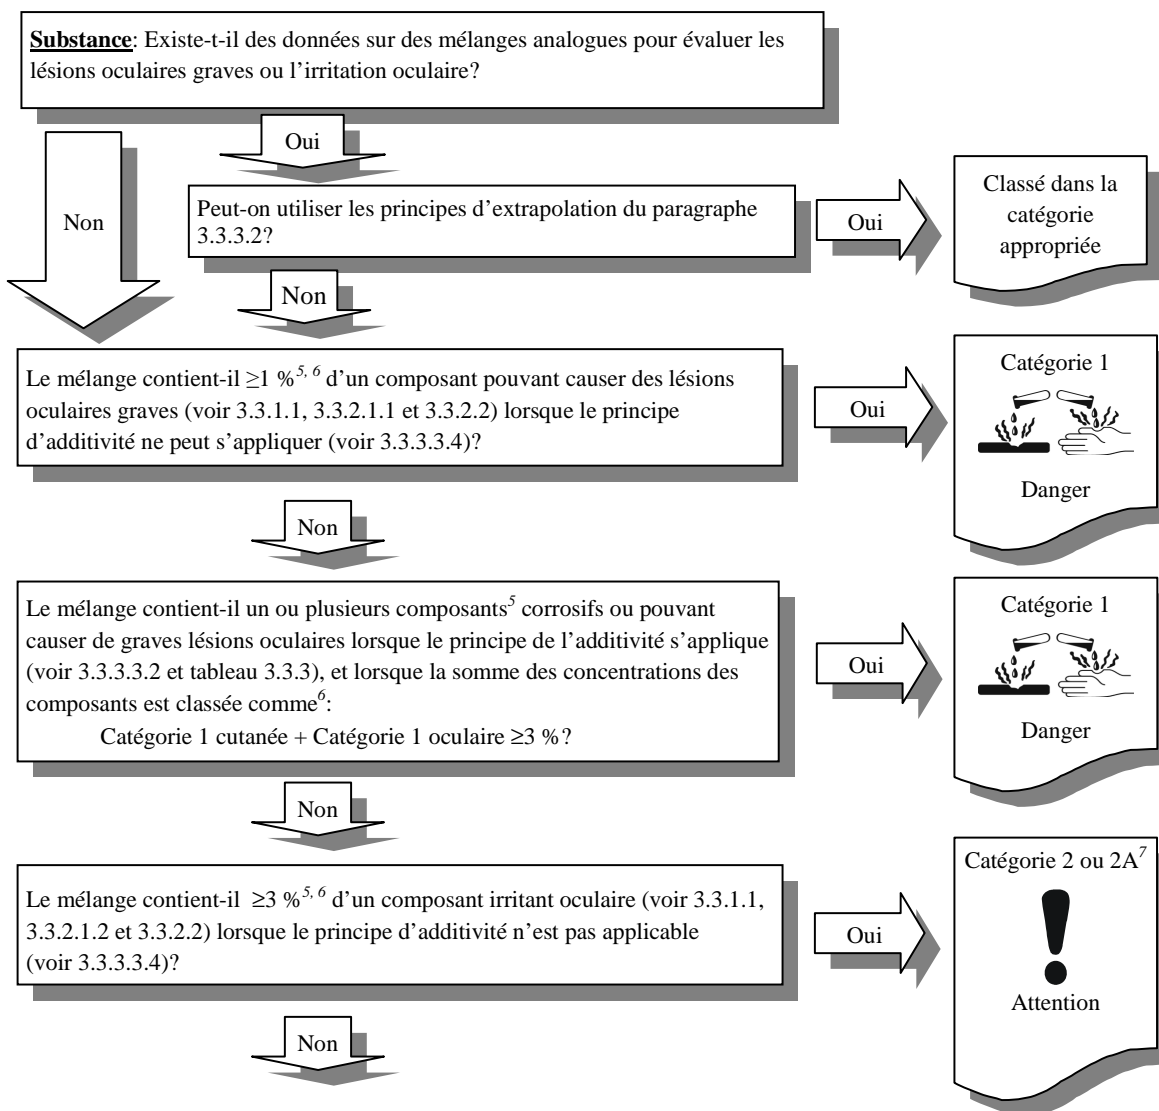 Substance: Existe-t-il des données sur des mélanges analogues pour évaluer les
lésions oculaires graves ou l’irritation oculaire?
Oui
Non
Peut-on utiliser les principes d’extrapolation du paragraphe
3.3.3.2?
Oui
Classé dans la
catégorie
appropriée
Non
Le mélange contient-il ≥1 %5, 6 d’un composant pouvant causer des lésions
oculaires graves (voir 3.3.1.1, 3.3.2.1.1 et 3.3.2.2) lorsque le principe
d’additivité ne peut s’appliquer (voir 3.3.3.3.4)?
Oui
Catégorie 1
Danger
Non
Le mélange contient-il un ou plusieurs composants5 corrosifs ou pouvant
causer de graves lésions oculaires lorsque le principe de l’additivité s’applique
(voir 3.3.3.3.2 et tableau 3.3.3), et lorsque la somme des concentrations des
composants est classée comme6:
Catégorie 1 cutanée + Catégorie 1 oculaire ≥3 %?
Oui
Catégorie 1
Danger
Non
Le mélange contient-il ≥3 %5, 6 d’un composant irritant oculaire (voir 3.3.1.1,
3.3.2.1.2 et 3.3.2.2) lorsque le principe d’additivité n’est pas applicable
(voir 3.3.3.3.4)?
Oui
Catégorie 2 ou 2A7
Attention
Non